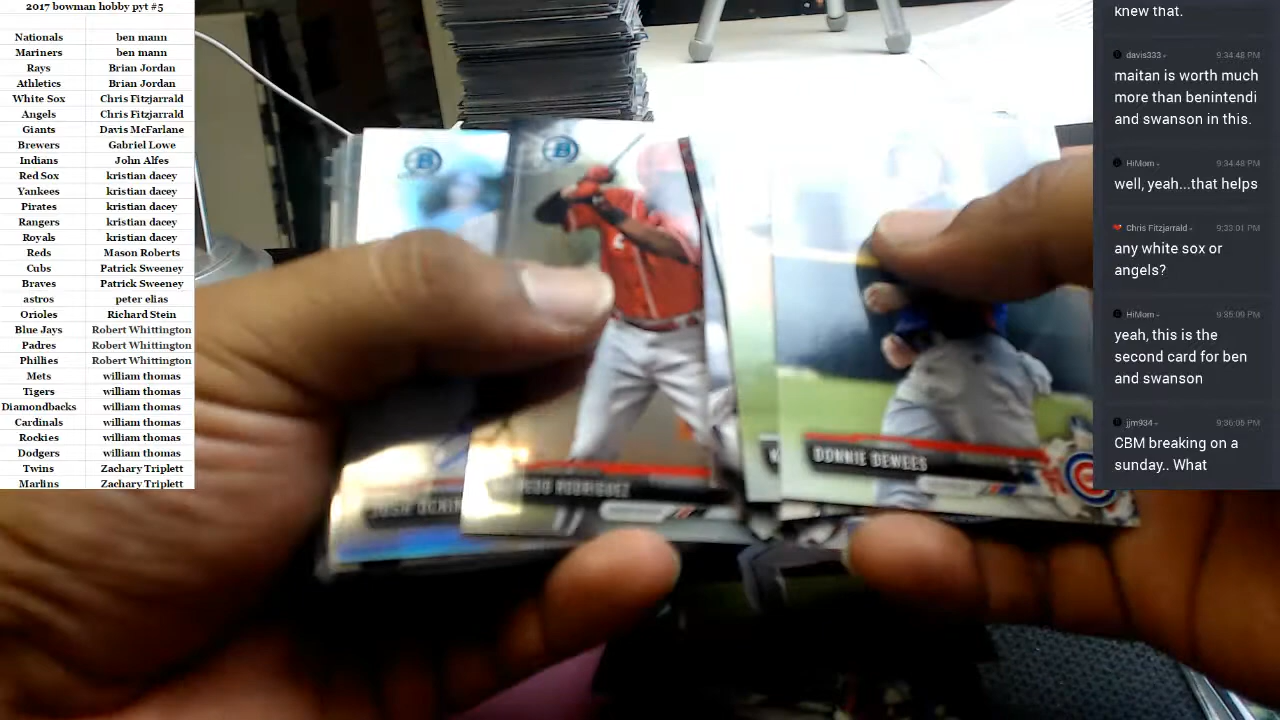 2017 bowman hobby pyt #5
Nationals ben mann
Mariners ben mann
Rays Brian Jordan
Athletics Brian Jordan
White Sox Chris Fitzjarrald
Angels Chris Fitzjarrald
Giants Davis McFarlane
Brewers Gabriel Lowe
Indians John Alfes
Red Sox kristian dacey
Yankees kristian dacey
Pirates kristian dacey
Rangers kristian dacey
Royals kristian dacey
Reds Mason Roberts
Cubs Patrick Sweeney
Braves Patrick Sweeney
astros peter elias
Orioles Richard Stein
Blue Jays Robert Whittington
Padres Robert Whittington
Phillies Robert Whittington
Mets william thomas
Tigers william thomas
Diamondbacks william thomas
Cardinals william thomas
Rockies william thomas
Dodgers william thomas
Twins Zachary Triplett
Marlins Zachary Triplett
B
B
JOSH
RODRIGUEZ
DONNIE DEWEES
C
knew that.
davis333 9:34:48 PM
maitan is worth much
more than benintendi
and swanson in this.
HiMom 9:34:48 PM
well, yeah...that helps
Chris Fitzjarrald 9:33:01 PM
any white sox or
angels?
HiMom 9:35:09 PM
yeah, this is the
second card for ben
and swanson
jjm934 9:36:05 PM
CBM breaking on a
sunday.. What